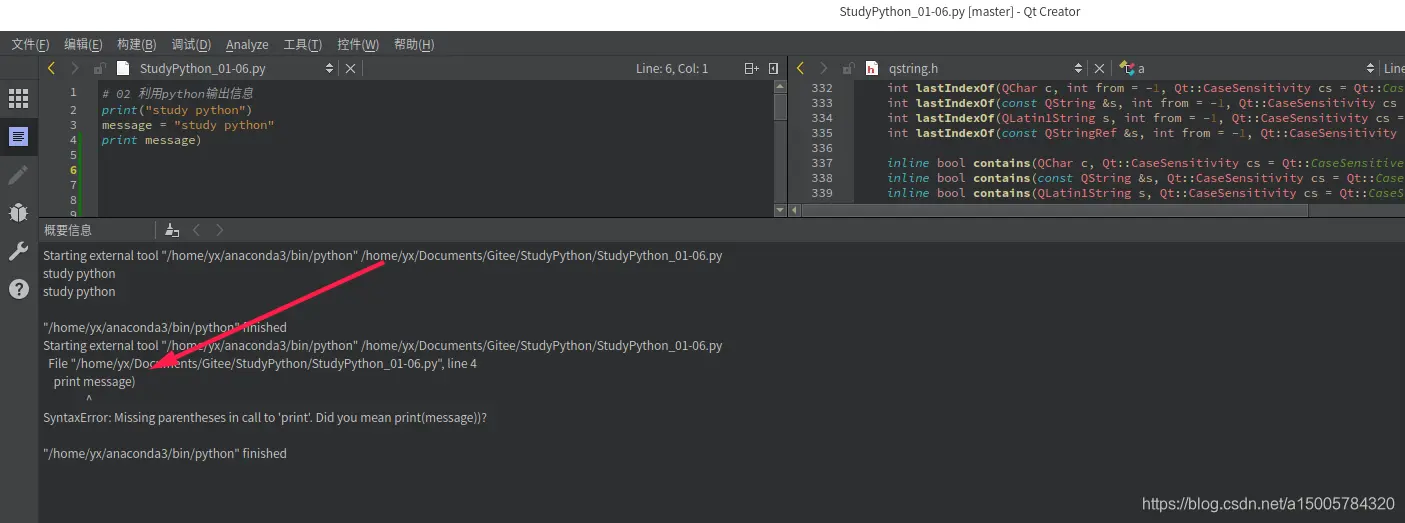 StudyPython_01-06.py [master] - Qt Creator
文件(F) 编辑(E) 构建(B) 调试(D) Analyze 工具(T) 控件(W) 帮助(H)
StudyPython_01-06.py Line: 6, Col: 1
qstring.h a Line
1 # 02 利用python输出信息
2 print("study python")
3 message = "study python"
4 print message)
5
6
7
8
9
332 int lastIndexOf(QChar c, int from = -1, Qt::CaseSensitivity cs = Qt::Cas
333 int lastIndexOf(const QString &s, int from = -1, Qt::CaseSensitivity cs
334 int lastIndexOf(QLatin1String s, int from = -1, Qt::CaseSensitivity cs =
335 int lastIndexOf(const QStringRef &s, int from = -1, Qt::CaseSensitivity
336
337 inline bool contains(QChar c, Qt::CaseSensitivity cs = Qt::CaseSensitive
338 inline bool contains(const QString &s, Qt::CaseSensitivity cs = Qt::Case
339 inline bool contains(QLatin1String s, Qt::CaseSensitivity cs = Qt::CaseS
概要信息
Starting external tool "/home/yx/anaconda3/bin/python" /home/yx/Documents/Gitee/StudyPython/StudyPython_01-06.py
study python
study python
"/home/yx/anaconda3/bin/python" finished
Starting external tool "/home/yx/anaconda3/bin/python" /home/yx/Documents/Gitee/StudyPython/StudyPython_01-06.py
File "/home/yx/Documents/Gitee/StudyPython/StudyPython_01-06.py", line 4
print message)
^
SyntaxError: Missing parentheses in call to 'print'. Did you mean print(message))?
"/home/yx/anaconda3/bin/python" finished
https://blog.csdn.net/a15005784320